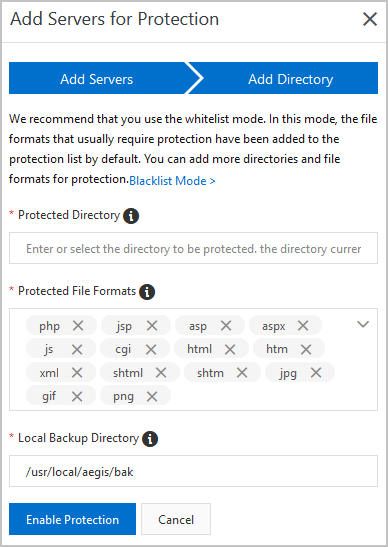 Add Servers for Protection
Add Servers Add Directory
We recommend that you use the whitelist mode. In this mode, the file
formats that usually require protection have been added to the
protection list by default. You can add more directories and file
formats for protection.Blacklist Mode >
* Protected Directory
Enter or select the directory to be protected. the directory currer
* Protected File Formats
php jsp asp aspx
js cgi html htm
xml shtml shtm jpg
gif png
* Local Backup Directory
/usr/local/aegis/bak
Enable Protection Cancel